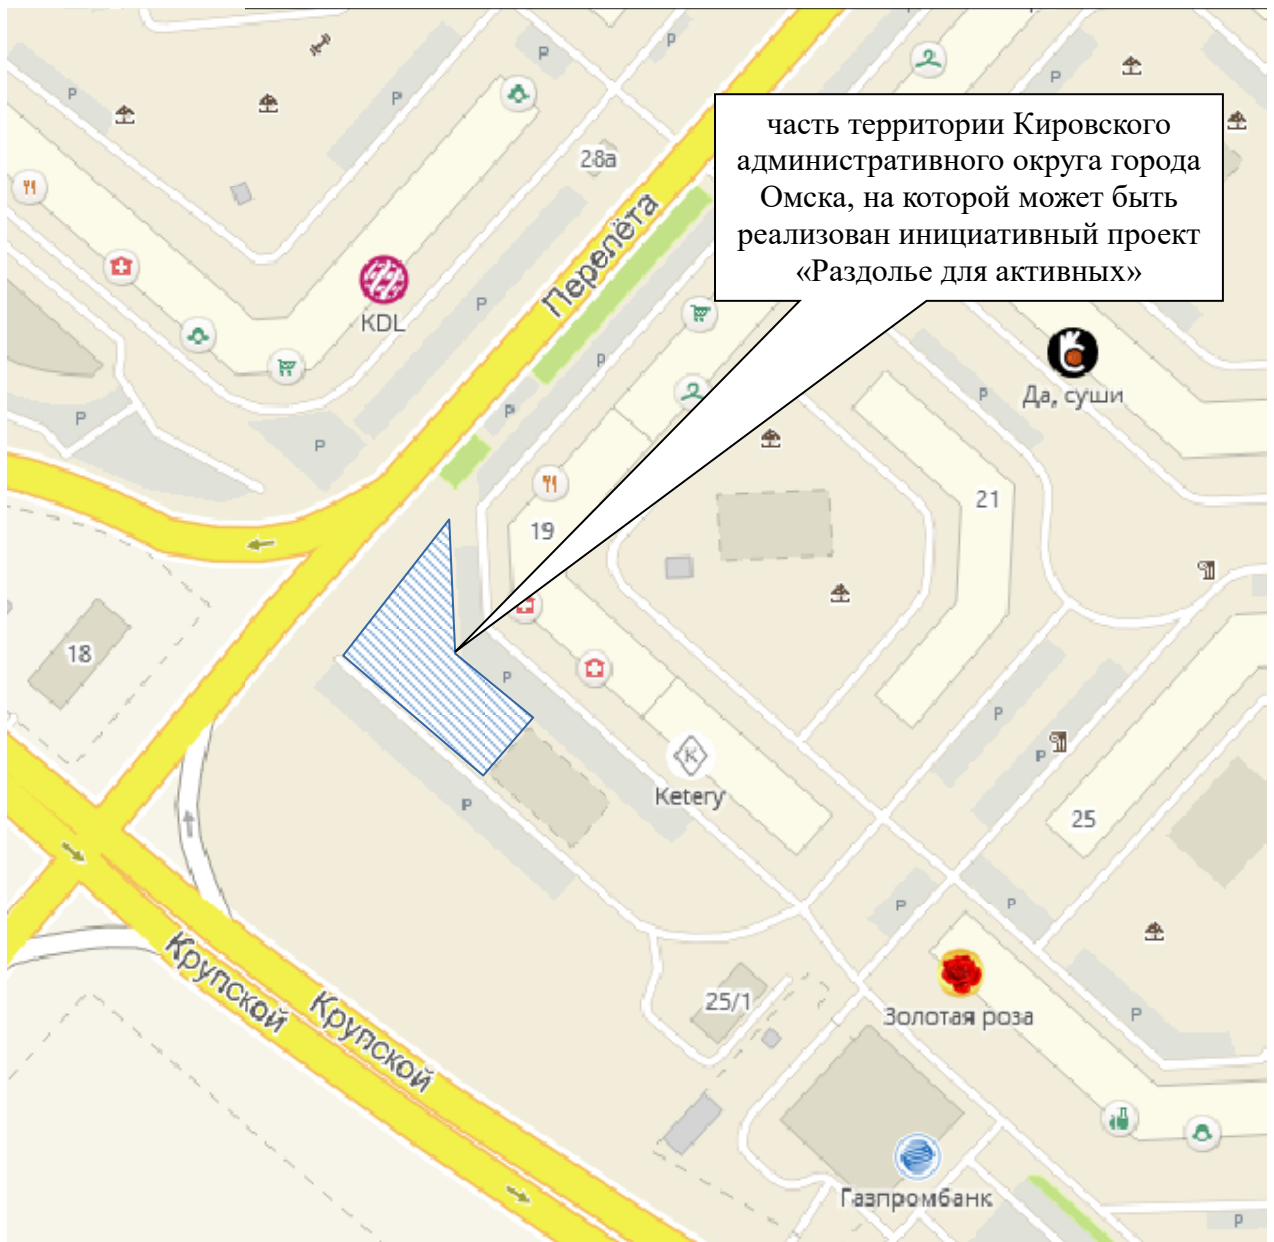 P
P
P
P
P
часть территории Кировского
административного округа города
Омска, на которой может быть
реализован инициативный проект
«Раздолье для активных»
28а
Перелёта
KDL
P
P
P
Да, суши
P
P
P
P
19
21
18
P
P
P
K
Ketery
P
25
P
P
Крупской
Крупской
25/1
Золотая роза
P
Газпромбанк
P